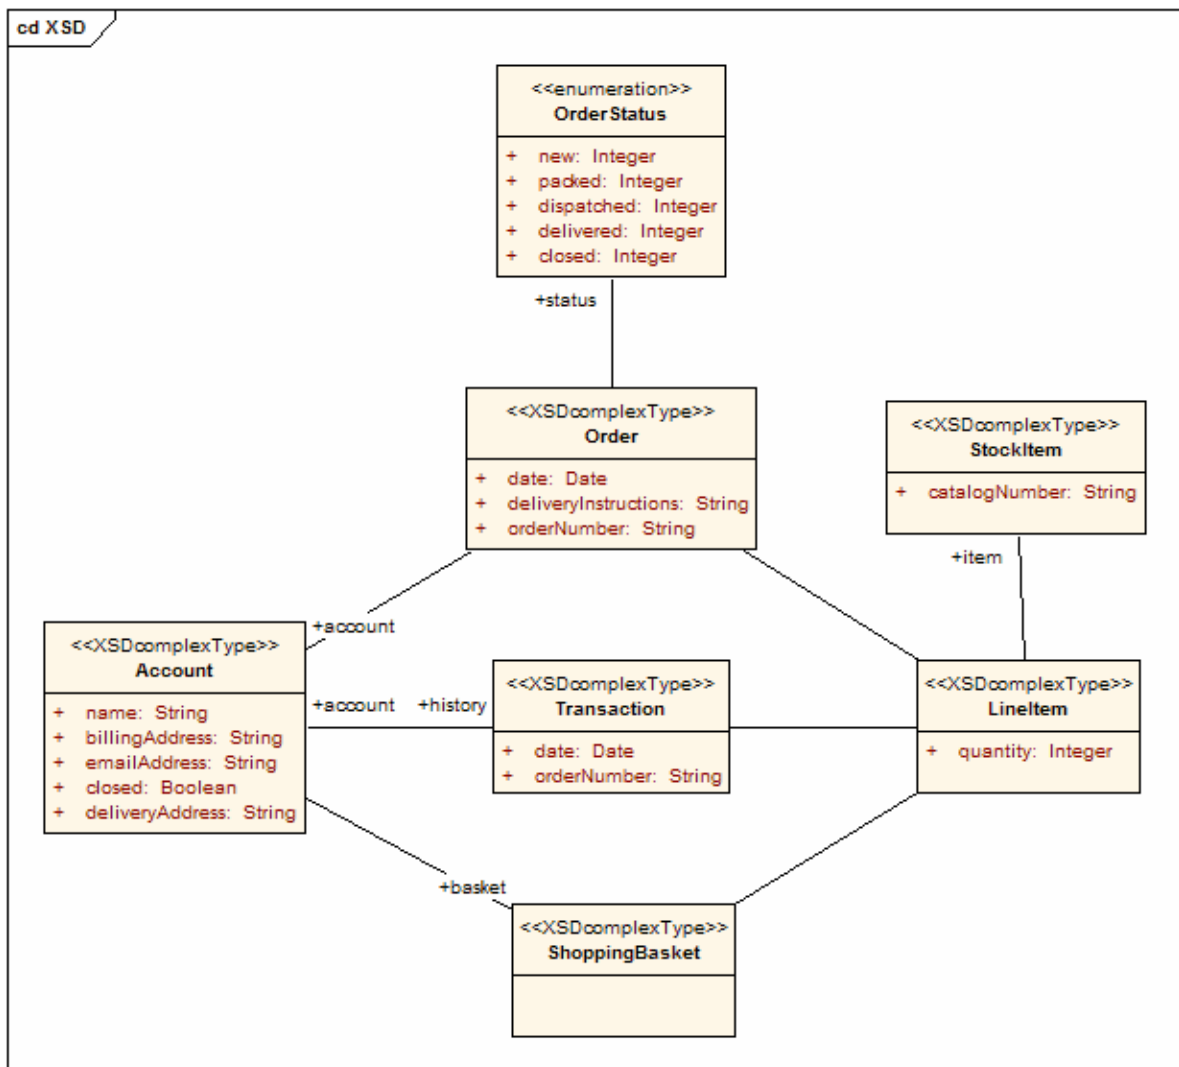 cd XSD
<<enumeration>>
OrderStatus
+ new: Integer
+ packed: Integer
+ dispatched: Integer
+ delivered: Integer
+ closed: Integer
+status
<<XSDcomplexType>>
Order
+ date: Date
+ deliveryInstructions: String
+ orderNumber: String
<<XSDcomplexType>>
StockItem
+ catalogNumber: String
+item
+account
<<XSDcomplexType>>
Account
+ name: String
+ billingAddress: String
+ emailAddress: String
+ closed: Boolean
+ deliveryAddress: String
+account
+history
<<XSDcomplexType>>
Transaction
+ date: Date
+ orderNumber: String
<<XSDcomplexType>>
LineItem
+ quantity: Integer
+basket
<<XSDcomplexType>>
ShoppingBasket